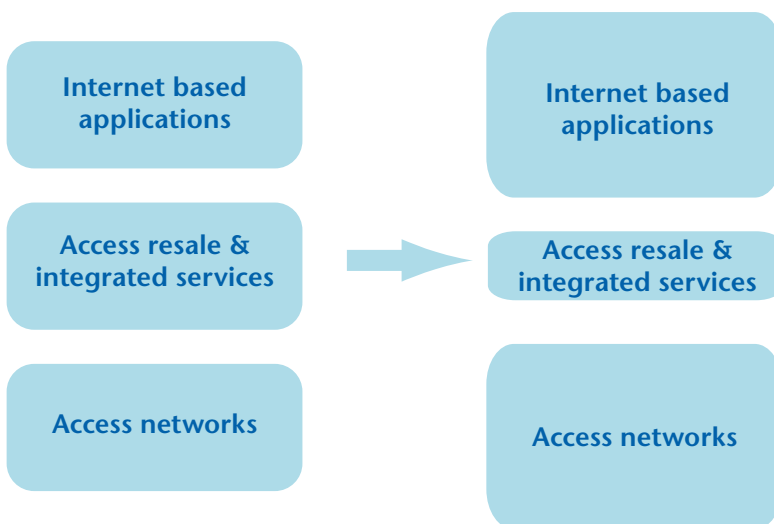 Internet based
applications
Access resale &
integrated services
Access networks
Internet based
applications
Access resale &
integrated services
Access networks